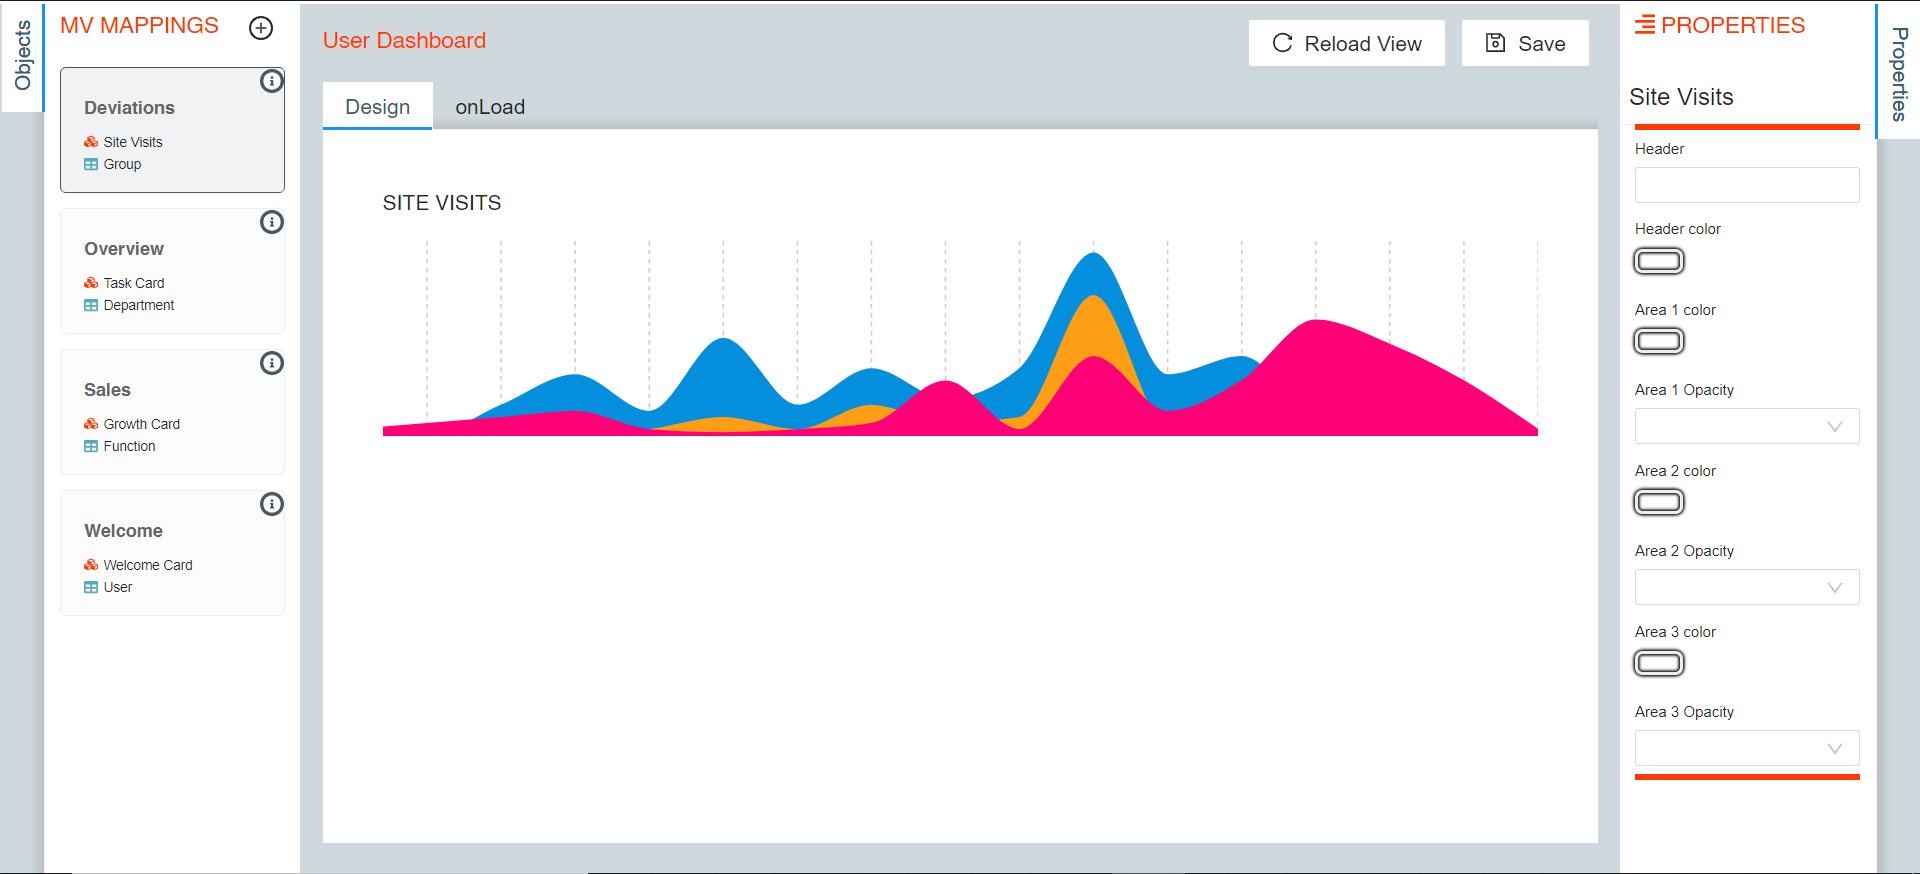 Objects
MV MAPPINGS
Deviations
Site Visits
Group
Overview
Task Card
Department
Sales
Growth Card
Function
Welcome
Welcome Card
User
User Dashboard
Reload View
Save
Design
onLoad
SITE VISITS
PROPERTIES
Site Visits
Header
Header color
Area 1 color
Area 1 Opacity
Area 2 color
Area 2 Opacity
Area 3 color
Area 3 Opacity
Properties